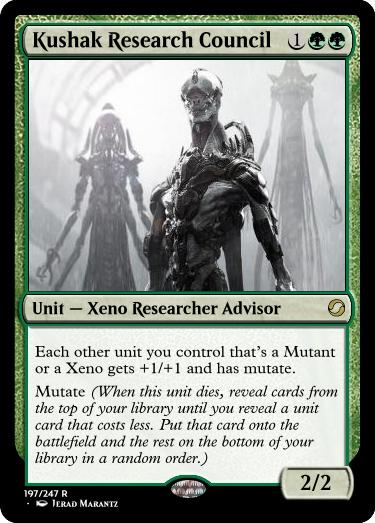 Kushak Research Council 1
Unit — Xeno Researcher Advisor
Each other unit you control that's a Mutant
or a Xeno gets +1/+1 and has mutate.
Mutate (When this unit dies, reveal cards from
the top of your library until you reveal a unit
card that costs less. Put that card onto the
battlefield and the rest on the bottom of your
library in a random order.)
2/2
197/247 R
· Jerad Marantz